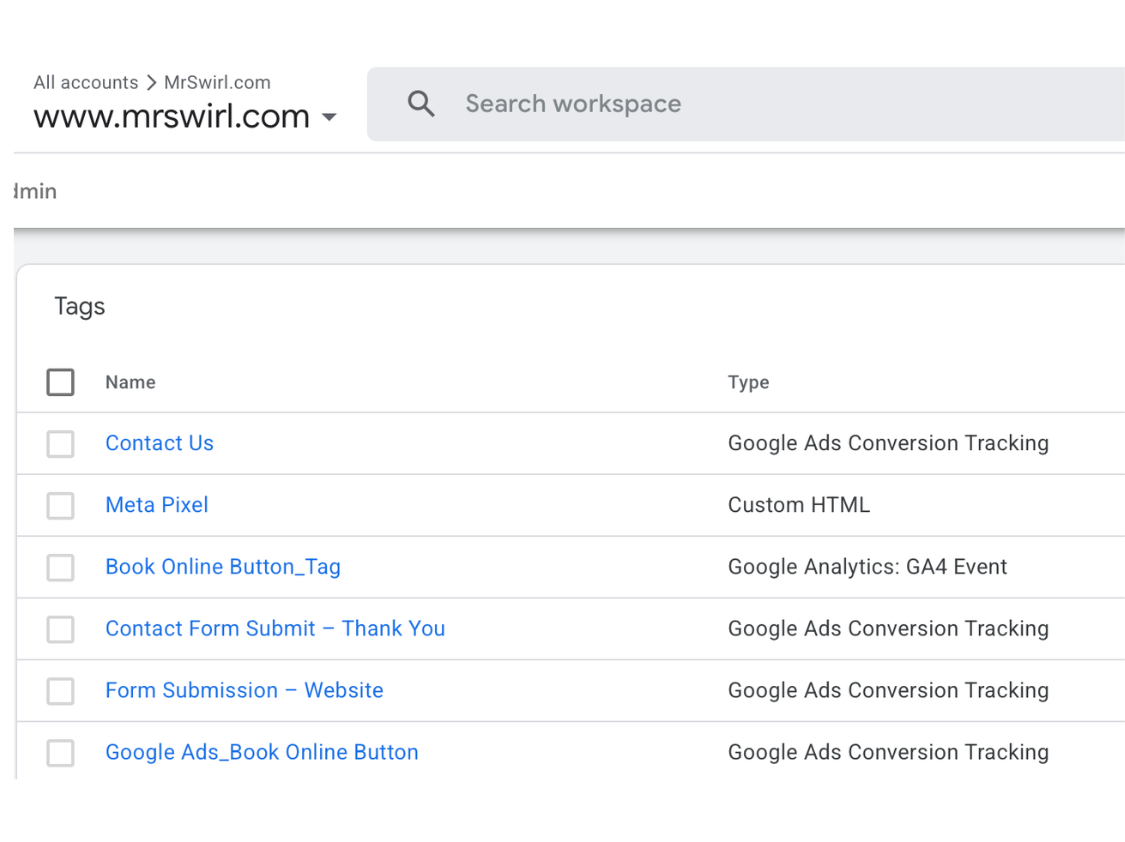 All accounts > MrSwirl.com
www.mrswirl.com
Search workspace
dmin
Tags
Name Type
Contact Us Google Ads Conversion Tracking
Meta Pixel Custom HTML
Book Online Button_Tag Google Analytics: GA4 Event
Contact Form Submit – Thank You Google Ads Conversion Tracking
Form Submission – Website Google Ads Conversion Tracking
Google Ads_Book Online Button Google Ads Conversion Tracking